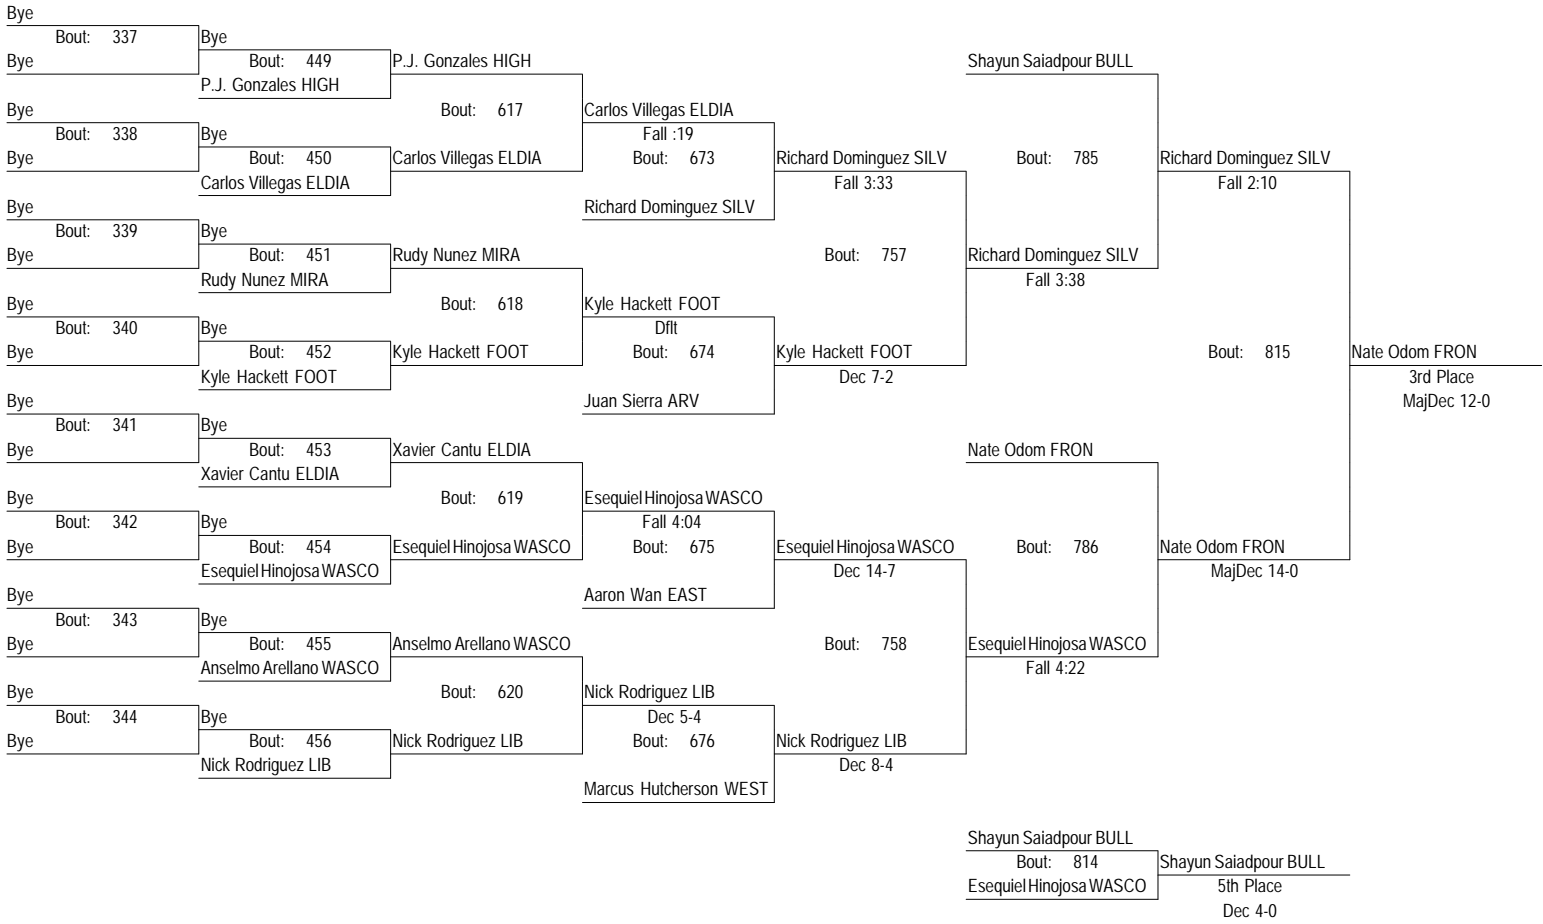 Bye
Bout: 337 Bye
Bye Bout: 449 P.J. Gonzales HIGH Shayun Saiadpour BULL
P.J. Gonzales HIGH
Bye Bout: 617 Carlos Villegas ELDIA
Bout: 338 Bye Fall :19
Bye Bout: 450 Carlos Villegas ELDIA Bout: 673 Richard Dominguez SILV Bout: 785 Richard Dominguez SILV
Carlos Villegas ELDIA Fall 3:33 Fall 2:10
Bye Richard Dominguez SILV
Bout: 339 Bye
Bye Bout: 451 Rudy Nunez MIRA Bout: 757 Richard Dominguez SILV
Rudy Nunez MIRA Fall 3:38
Bye Bout: 618 Kyle Hackett FOOT
Bout: 340 Bye Dflt
Bye Bout: 452 Kyle Hackett FOOT Bout: 674 Kyle Hackett FOOT Bout: 815 Nate Odom FRON
Kyle Hackett FOOT Dec 7-2 3rd Place
Bye Juan Sierra ARV MajDec 12-0
Bout: 341 Bye
Bye Bout: 453 Xavier Cantu ELDIA Nate Odom FRON
Xavier Cantu ELDIA
Bye Bout: 619 Esequiel Hinojosa WASCO
Bout: 342 Bye Fall 4:04
Bye Bout: 454 Esequiel Hinojosa WASCO Bout: 675 Esequiel Hinojosa WASCO Bout: 786 Nate Odom FRON
Esequiel Hinojosa WASCO Dec 14-7 MajDec 14-0
Bye Aaron Wan EAST
Bout: 343 Bye
Bye Bout: 455 Anselmo Arellano WASCO Bout: 758 Esequiel Hinojosa WASCO
Anselmo Arellano WASCO Fall 4:22
Bye Bout: 620 Nick Rodriguez LIB
Bout: 344 Bye Dec 5-4
Bye Bout: 456 Nick Rodriguez LIB Bout: 676 Nick Rodriguez LIB
Nick Rodriguez LIB Dec 8-4
Marcus Hutcherson WEST
Shayun Saiadpour BULL
Bout: 814 Shayun Saiadpour BULL
Esequiel Hinojosa WASCO 5th Place
Dec 4-0